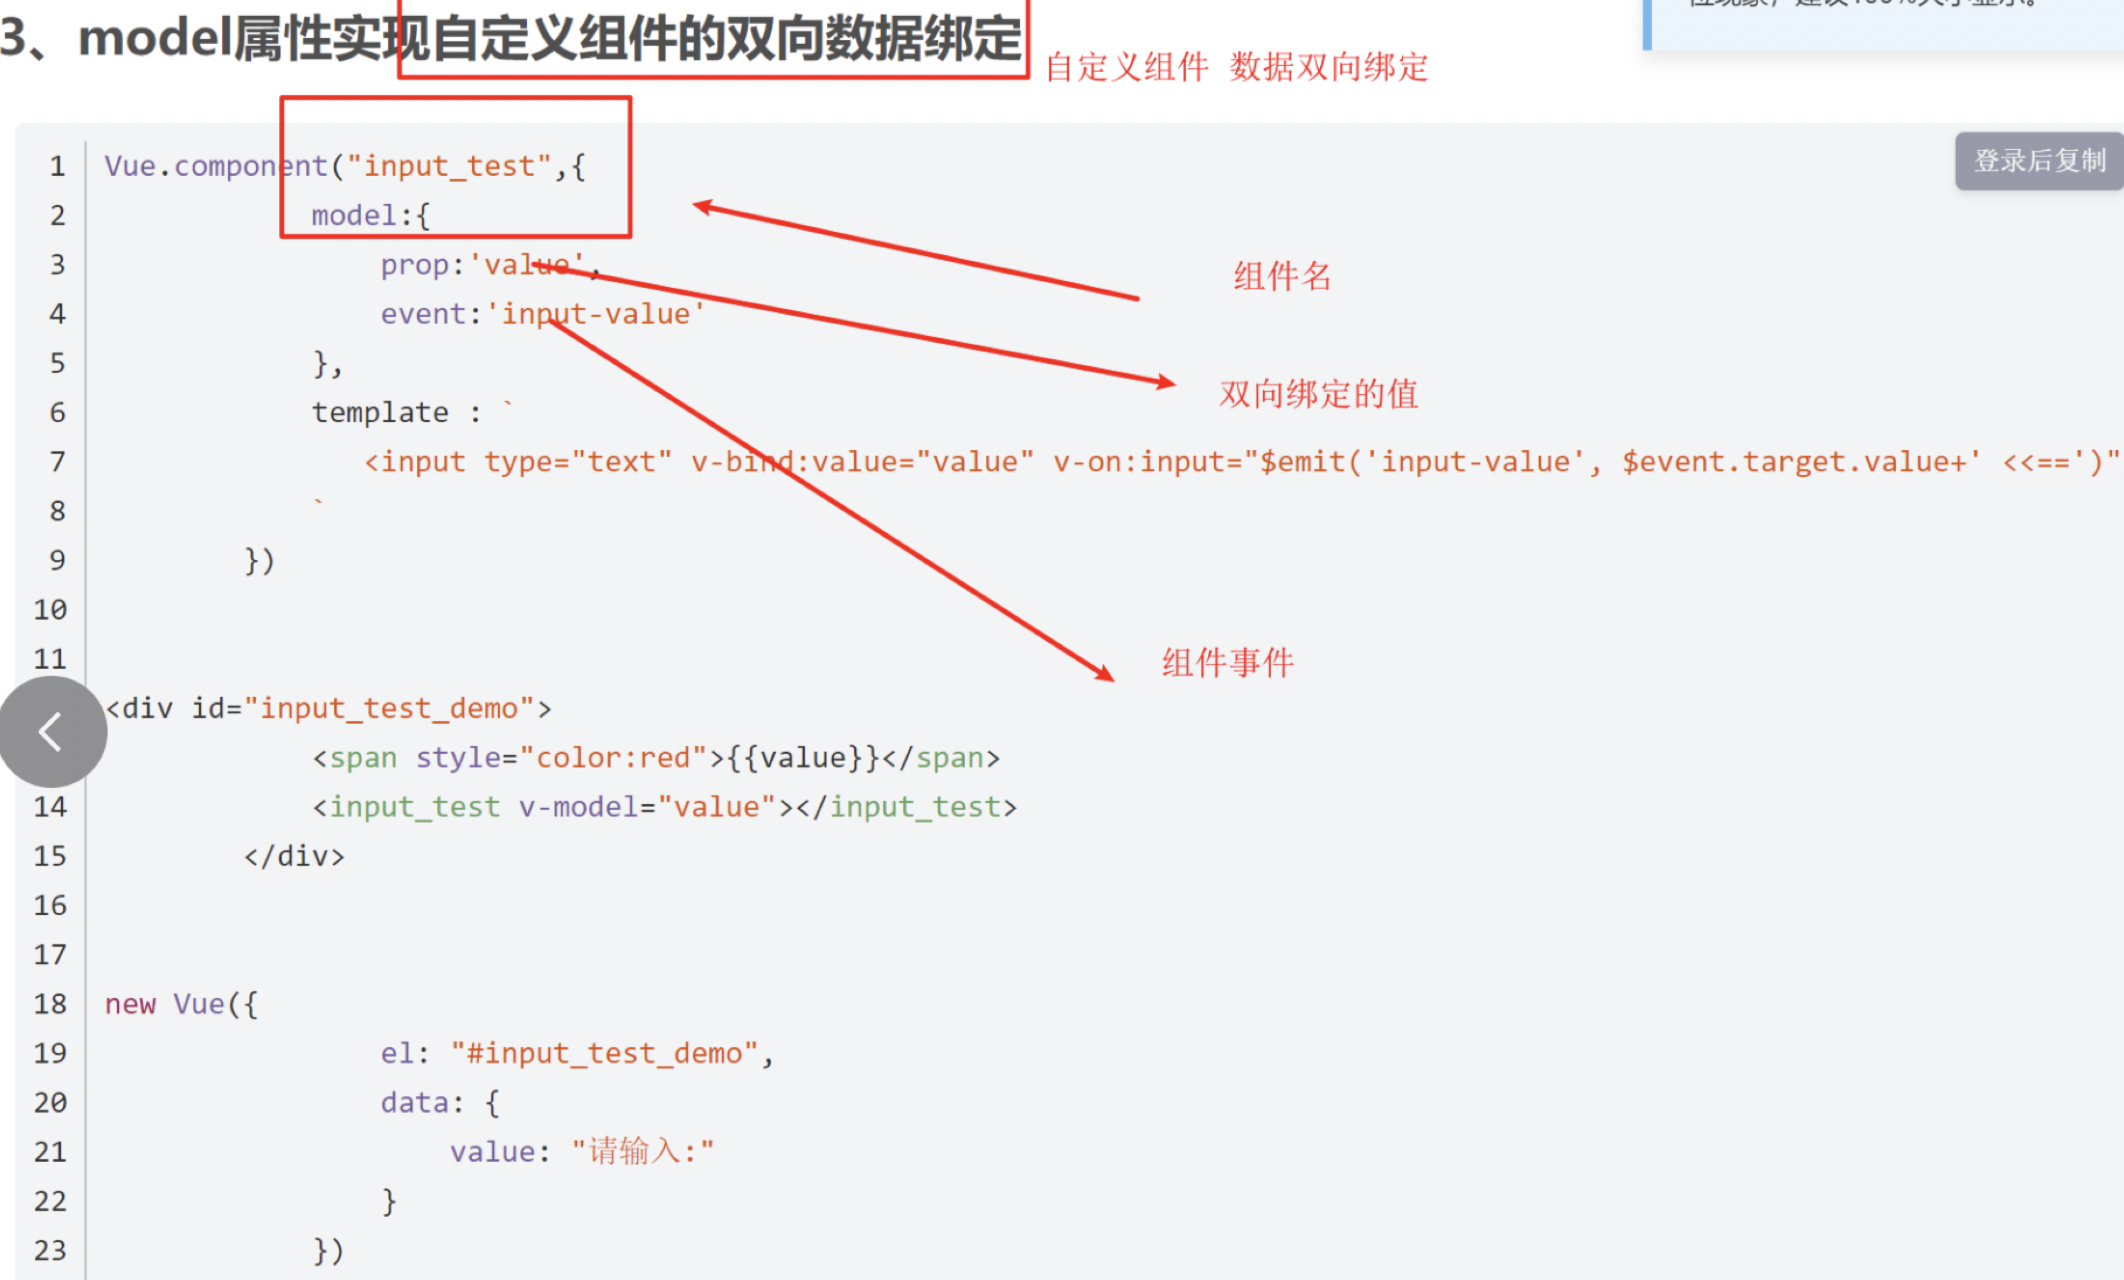 3、model属性实现自定义组件的双向数据绑定
自定义组件 数据双向绑定
登录后复制
1 Vue.component("input_test",{
2 model:{
组件名
3 prop:'value',
4 event:'input-value'
双向绑定的值
5 },
6 template : `
7 <input type="text" v-bind:value="value" v-on:input="$emit('input-value', $event.target.value+' <<==')"
8 `
9 })
10
11
组件事件
<div id="input_test_demo">
<span style="color:red">{{value}}</span>
14 <input_test v-model="value"></input_test>
15 </div>
16
17
18 new Vue({
19 el: "#input_test_demo",
20 data: {
21 value: "请输入:"
22 }
23 })